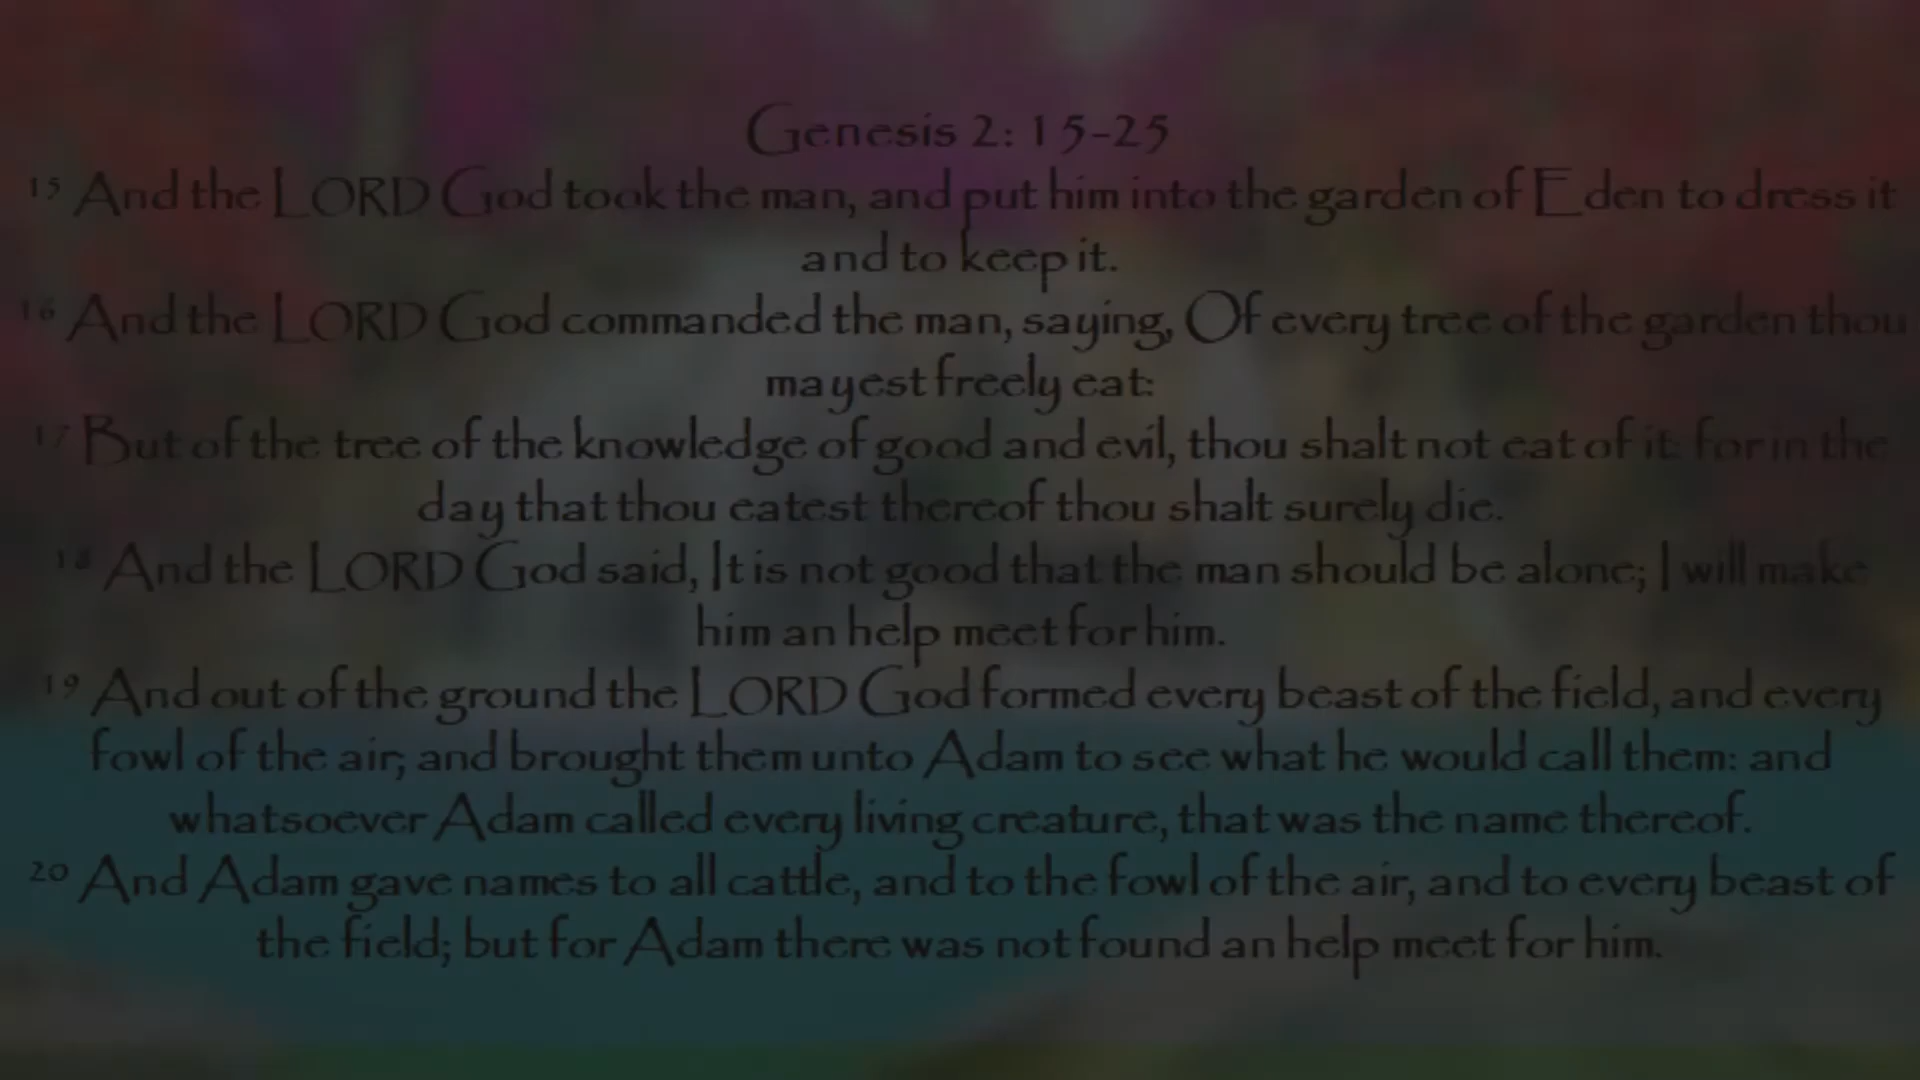 Genesis 2: 15-25
15 And the LORD God took the man, and put him into the garden of Eden to dress it
and to keep it.
16 And the LORD God commanded the man, saying, Of every tree of the garden thou
mayest freely eat:
17 But of the tree of the knowledge of good and evil, thou shalt not eat of it: for in the
day that thou eatest thereof thou shalt surely die.
18 And the LORD God said, It is not good that the man should be alone; I will make
him an help meet for him.
19 And out of the ground the LORD God formed every beast of the field, and every
fowl of the air; and brought them unto Adam to see what he would call them: and
whatsoever Adam called every living creature, that was the name thereof.
20 And Adam gave names to all cattle, and to the fowl of the air, and to every beast of
the field; but for Adam there was not found an help meet for him.